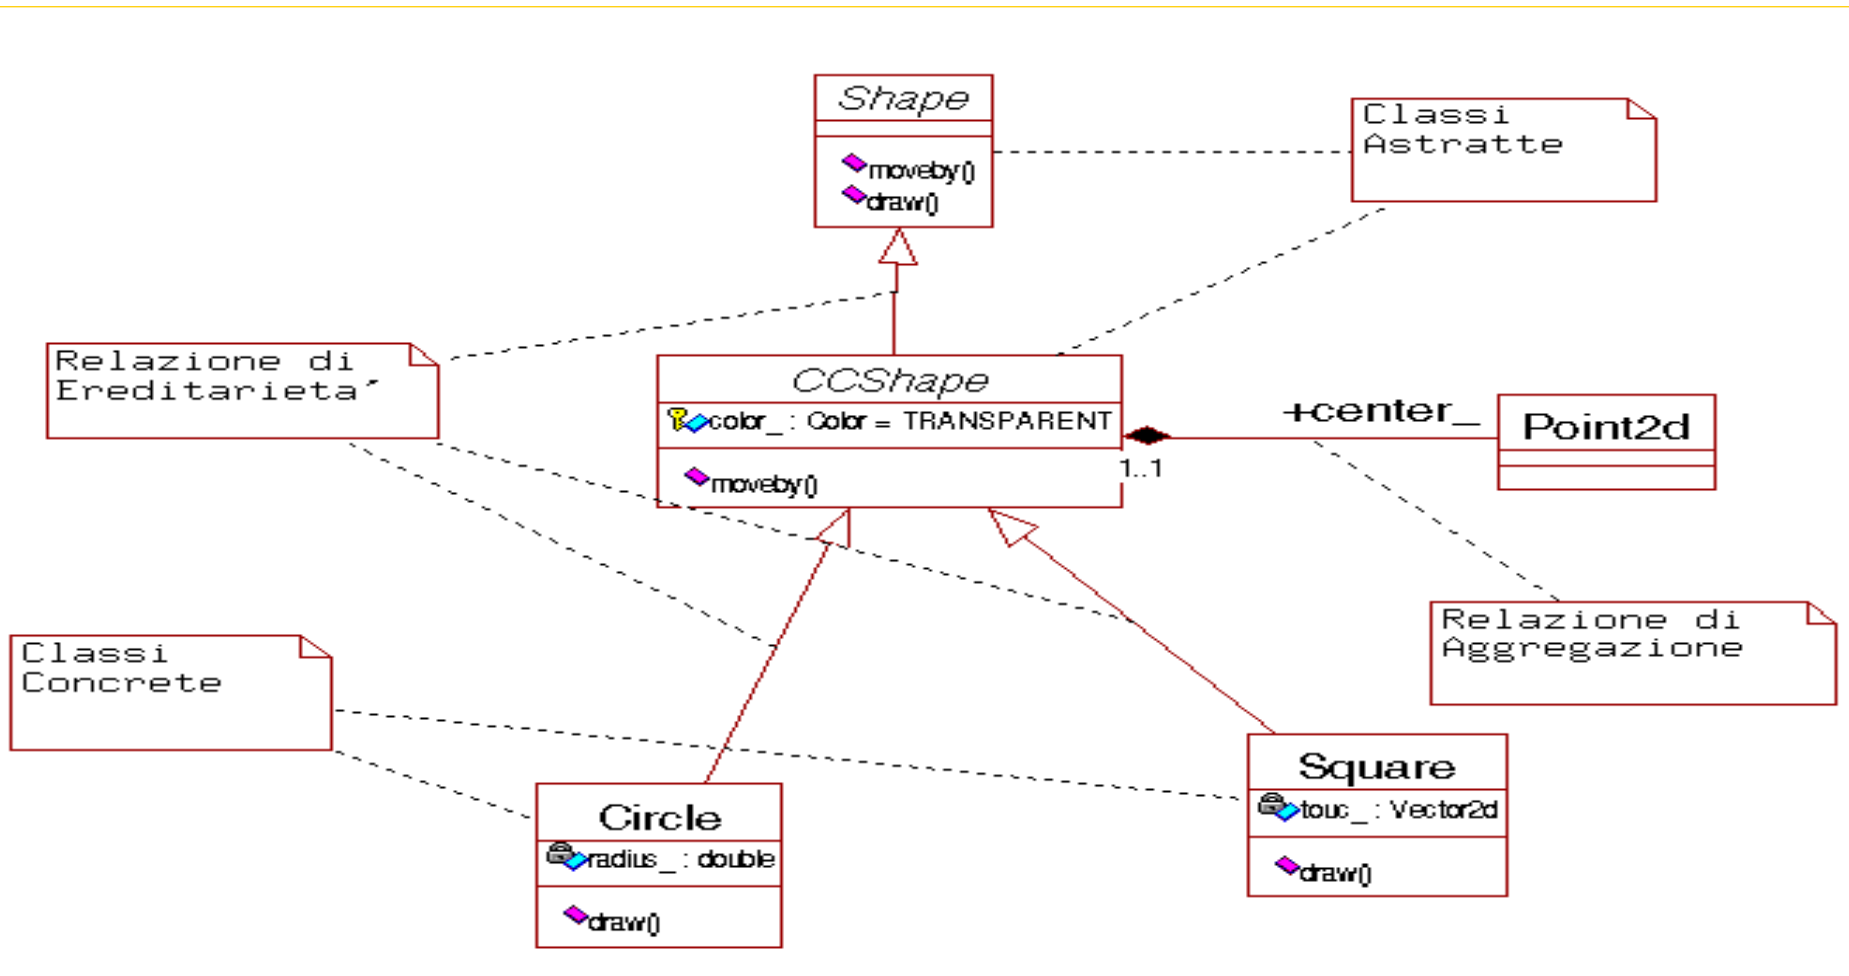 Shape
moveby()
draw()
Classi
Astratte
Relazione di
Ereditarieta´
CCShape
color_ : Color = TRANSPARENT
moveby()
1..1
+center_
Point2d
Relazione di
Aggregazione
Classi
Concrete
Circle
radius_ : double
draw()
Square
touc_ : Vector2d
draw()